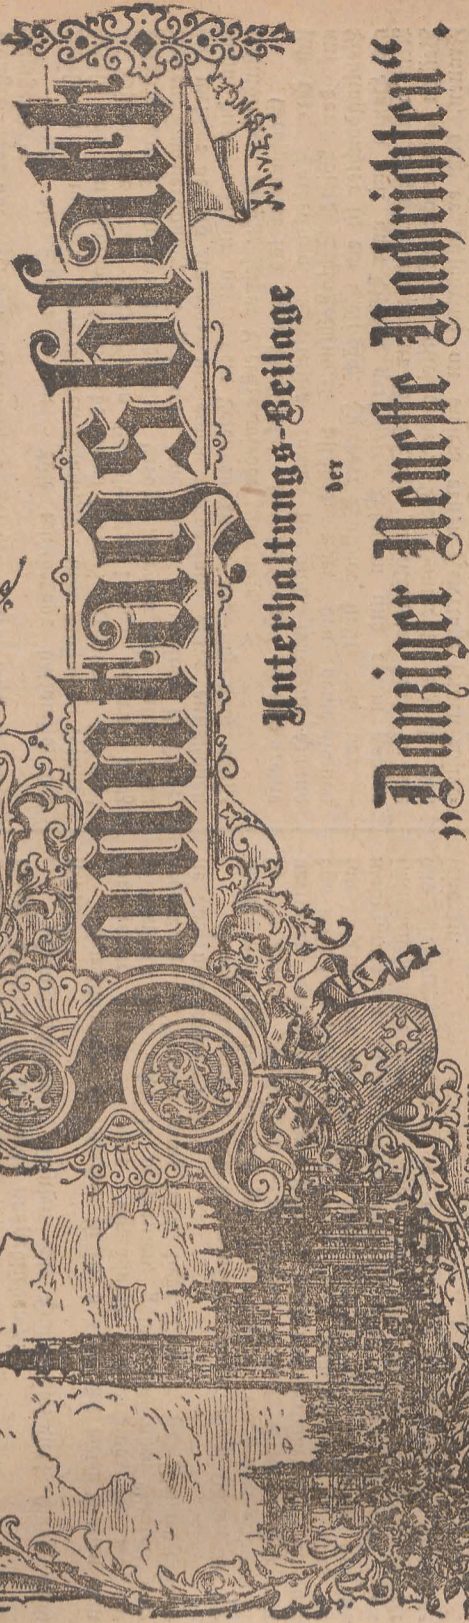 Sonntagsblatt
Unterhaltungs-Beilage
der
„Danziger Neueste Nachrichten“.